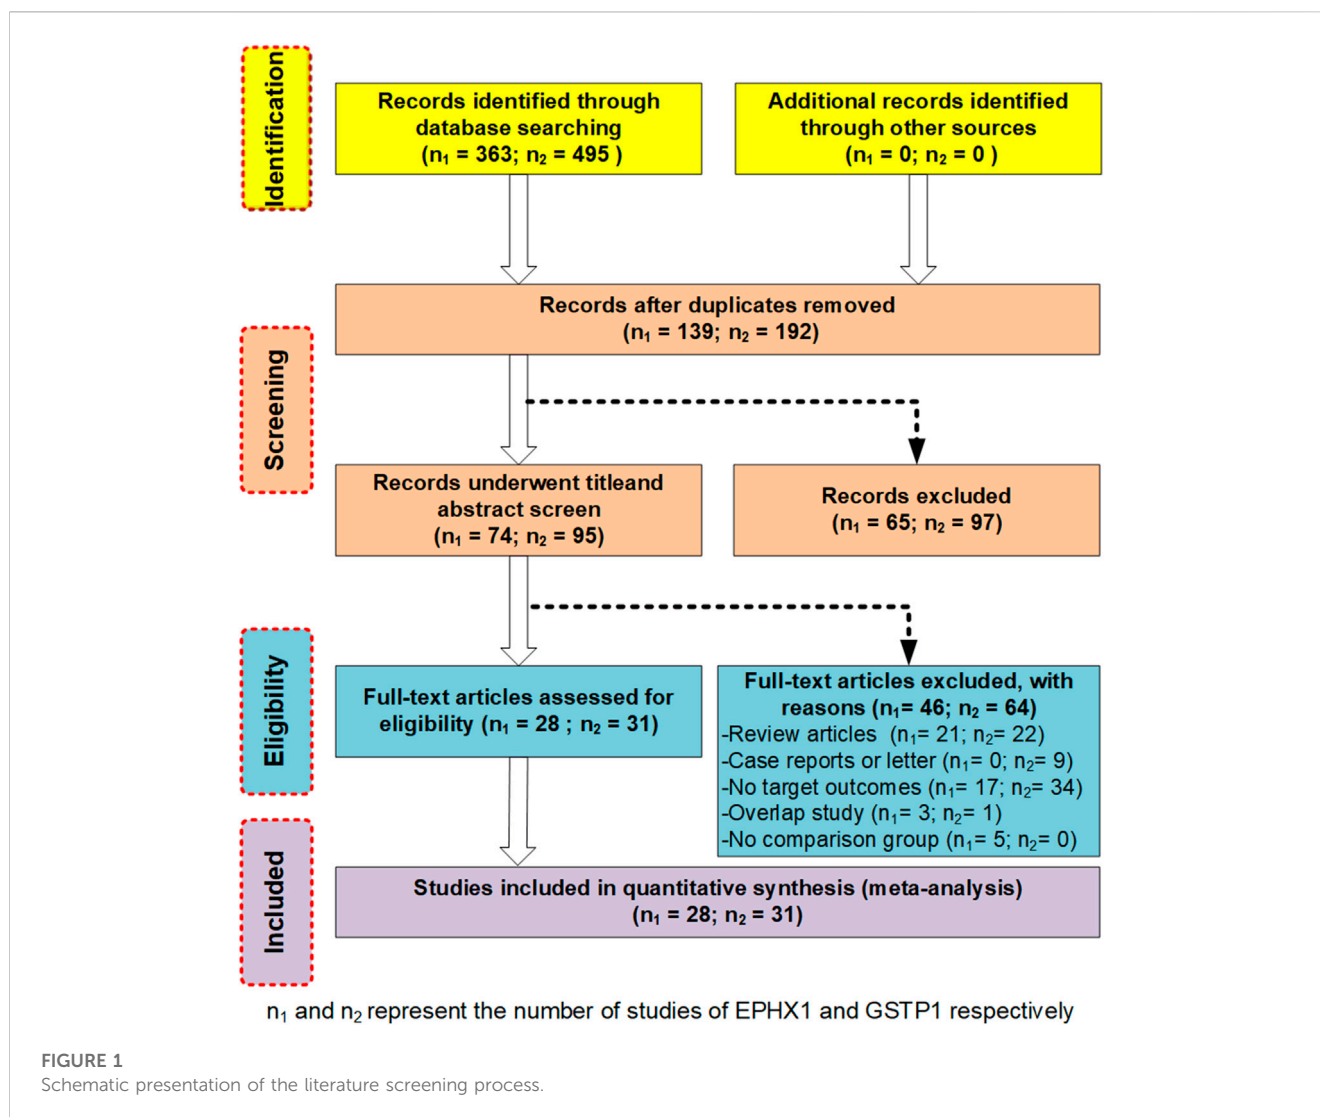 Identification
Records identified through
database searching
(n₁ = 363; n₂ = 495 )
Additional records identified
through other sources
(n₁ = 0; n₂ = 0 )
Screening
Records after duplicates removed
(n₁ = 139; n₂ = 192)
Records underwent titleand
abstract screen
(n₁ = 74; n₂ = 95)
Records excluded
(n₁ = 65; n₂ = 97)
Eligibility
Full-text articles assessed for
eligibility (n₁ = 28 ; n₂ = 31)
Full-text articles excluded, with
reasons (n₁= 46; n₂ = 64)
-Review articles (n₁= 21; n₂= 22)
-Case reports or letter (n₁= 0; n₂= 9)
-No target outcomes (n₁= 17; n₂= 34)
-Overlap study (n₁= 3; n₂= 1)
-No comparison group (n₁= 5; n₂= 0)
Included
Studies included in quantitative synthesis (meta-analysis)
(n₁ = 28; n₂ = 31)
n₁ and n₂ represent the number of studies of EPHX1 and GSTP1 respectively
FIGURE 1
Schematic presentation of the literature screening process.